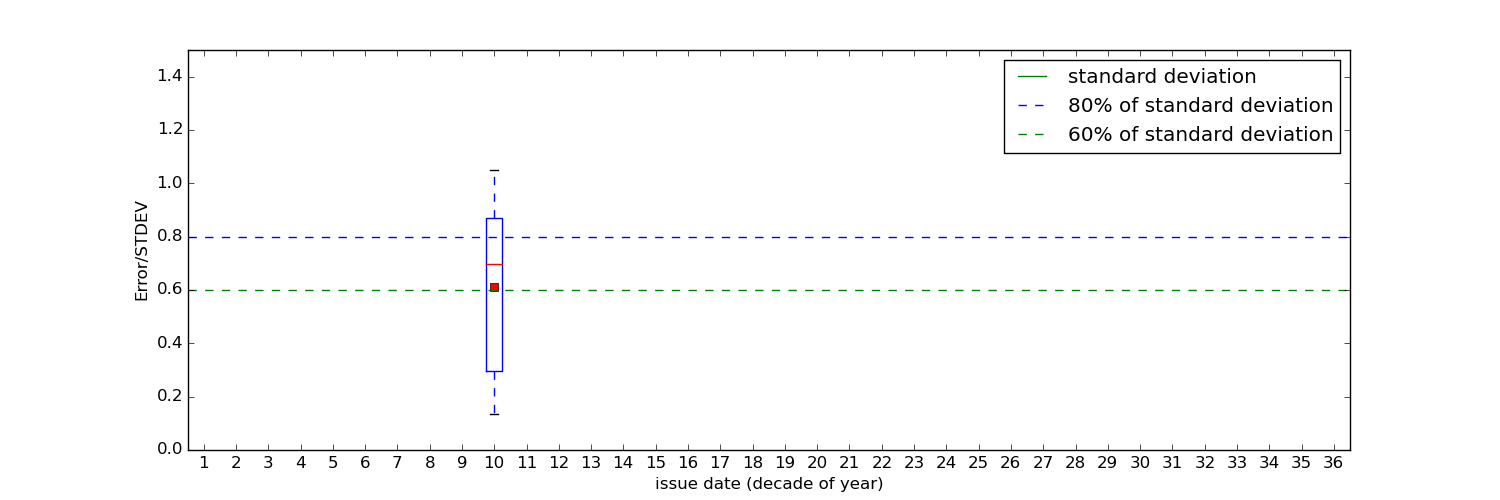 standard deviation
80% of standard deviation
60% of standard deviation
1.4
1.2
1.0
0.8
0.6
0.4
0.2
0.0
Error/STDEV
1 2 3 4 5 6 7 8 9 10 11 12 13 14 15 16 17 18 19 20 21 22 23 24 25 26 27 28 29 30 31 32 33 34 35 36
issue date (decade of year)